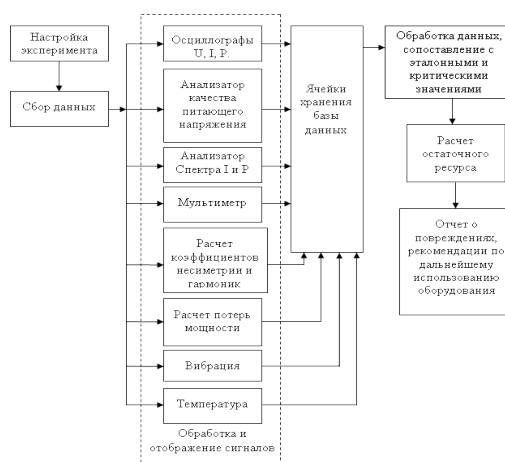 Настройка
эксперимента
Сбор данных
Осциллографы
U, I, P.
Анализатор
качества
питающего
напряжения
Анализатор
Спектра I и P
Мультиметр
Расчет
коэффициентов
несиметрии и
гармоник
Расчет потерь
мощности
Вибрация
Температура
Обработка и
отображение сигналов
Ячейки
хранения
базы
данных
Обработка данных,
сопоставление с
эталонными и
критическими
значениями
Расчет
остаточного
ресурса
Отчет о
повреждениях,
рекомендации по
дальнейшему
использованию
оборудования